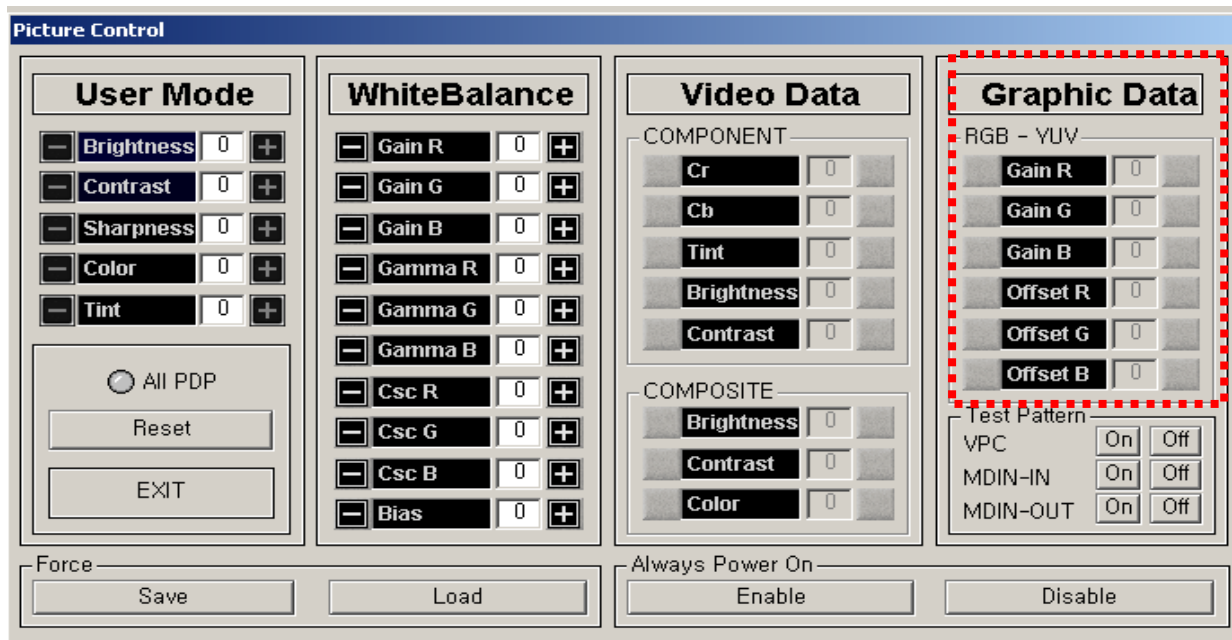 Picture Control
User Mode
Brightness 0
Contrast 0
Sharpness 0
Color 0
Tint 0
All PDP
Reset
EXIT
WhiteBalance
Gain R 0
Gain G 0
Gain B 0
Gamma R 0
Gamma G 0
Gamma B 0
Csc R 0
Csc G 0
Csc B 0
Bias 0
Video Data
COMPONENT
Cr 0
Cb 0
Tint 0
Brightness 0
Contrast 0
COMPOSITE
Brightness 0
Contrast 0
Color 0
Graphic Data
RGB - YUV
Gain R 0
Gain G 0
Gain B 0
Offset R 0
Offset G 0
Offset B 0
Test Pattern
VPC On Off
MDIN-IN On Off
MDIN-OUT On Off
Force
Save Load
Always Power On
Enable Disable